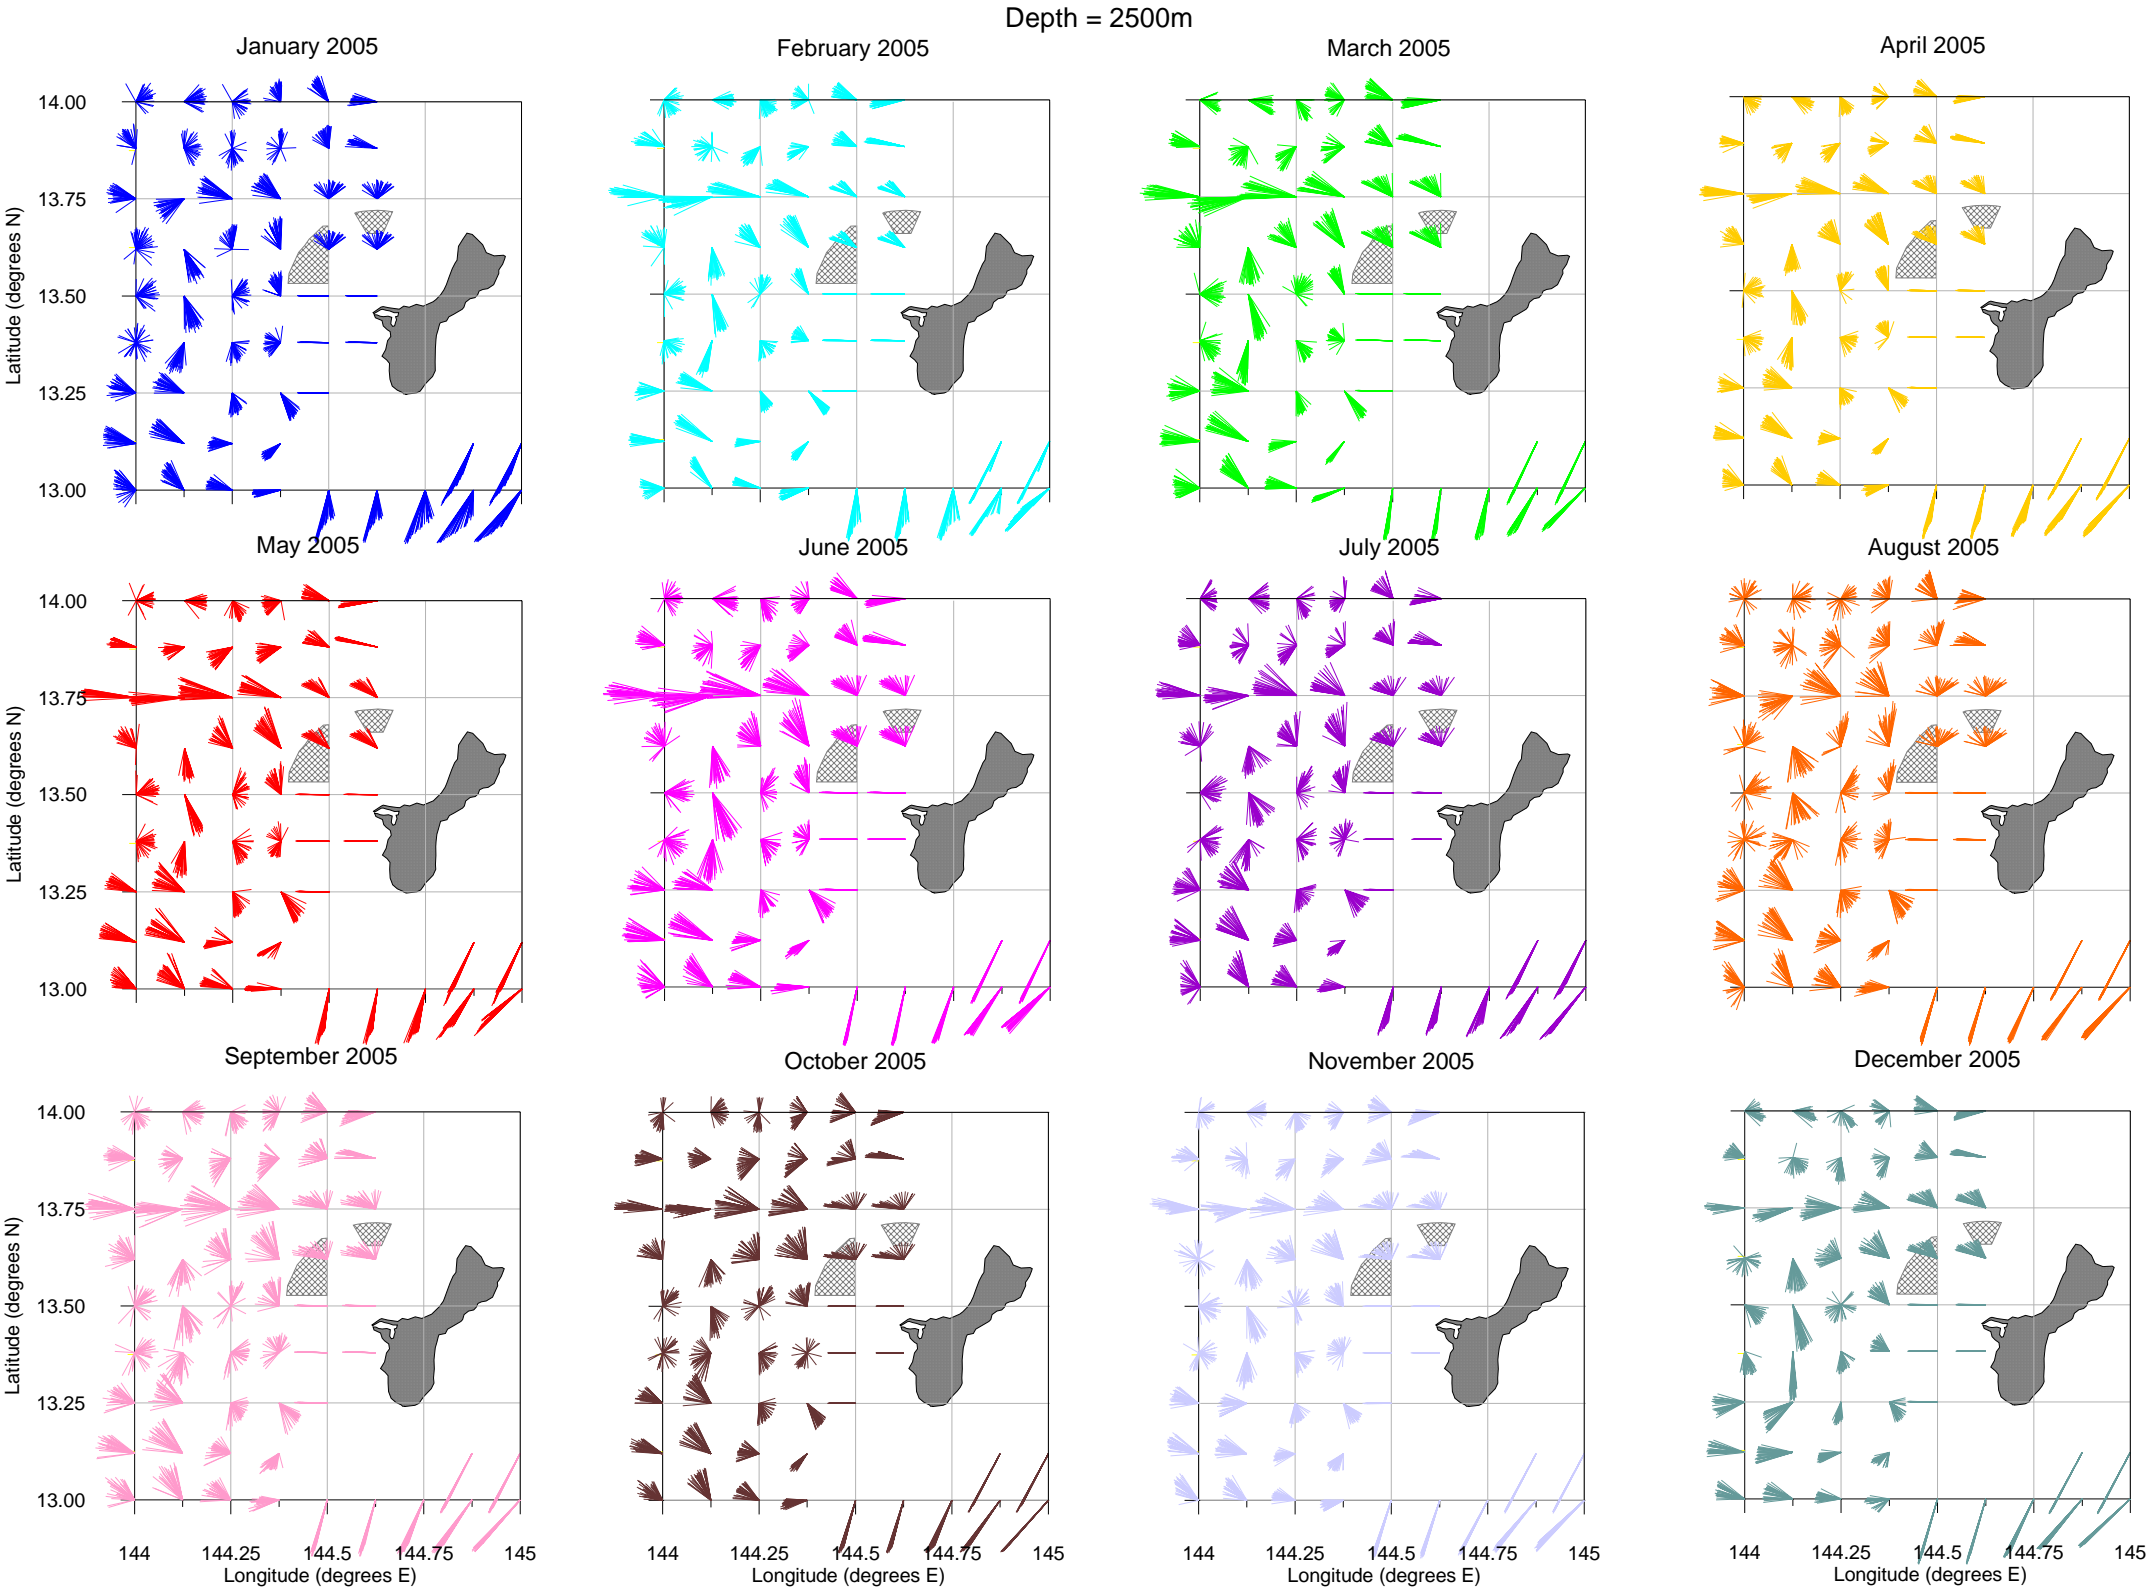 Depth = 2500m
January 2005
February 2005
March 2005
April 2005
14.00
13.75
13.50
13.25
13.00
Latitude (degrees N)
May 2005
June 2005
July 2005
August 2005
14.00
13.75
13.50
13.25
13.00
Latitude (degrees N)
September 2005
October 2005
November 2005
December 2005
14.00
13.75
13.50
13.25
13.00
Latitude (degrees N)
144 144.25 144.5 144.75 145
144 144.25 144.5 144.75 145
144 144.25 144.5 144.75 145
144 144.25 144.5 144.75 145
Longitude (degrees E)
Longitude (degrees E)
Longitude (degrees E)
Longitude (degrees E)